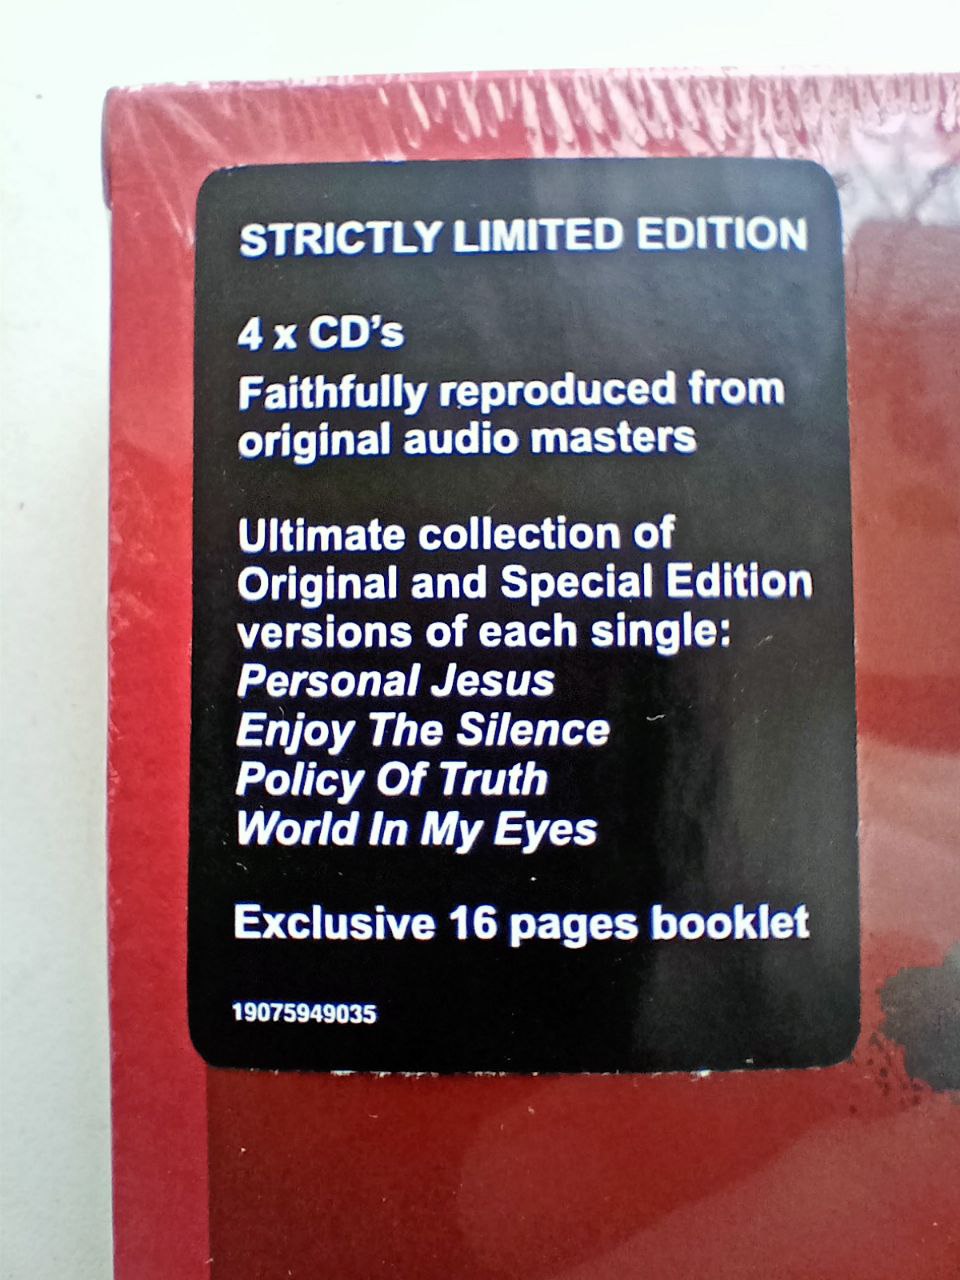 STRICTLY LIMITED EDITION
4 x CD’s
Faithfully reproduced from
original audio masters
Ultimate collection of
Original and Special Edition
versions of each single:
Personal Jesus
Enjoy The Silence
Policy Of Truth
World In My Eyes
Exclusive 16 pages booklet
19075949035